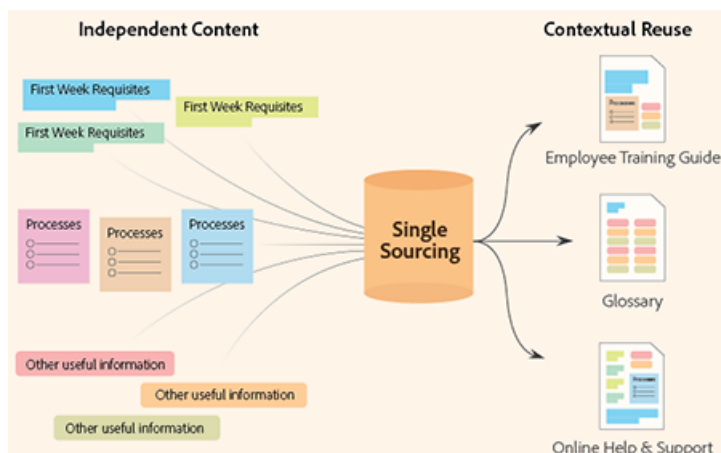 Independent Content
Contextual Reuse
First Week Requisites
First Week Requisites
First Week Requisites
Processes
Processes
Processes
Other useful information
Other useful information
Other useful information
Single
Sourcing
Processes
Employee Training Guide
Glossary
Processes
Online Help & Support